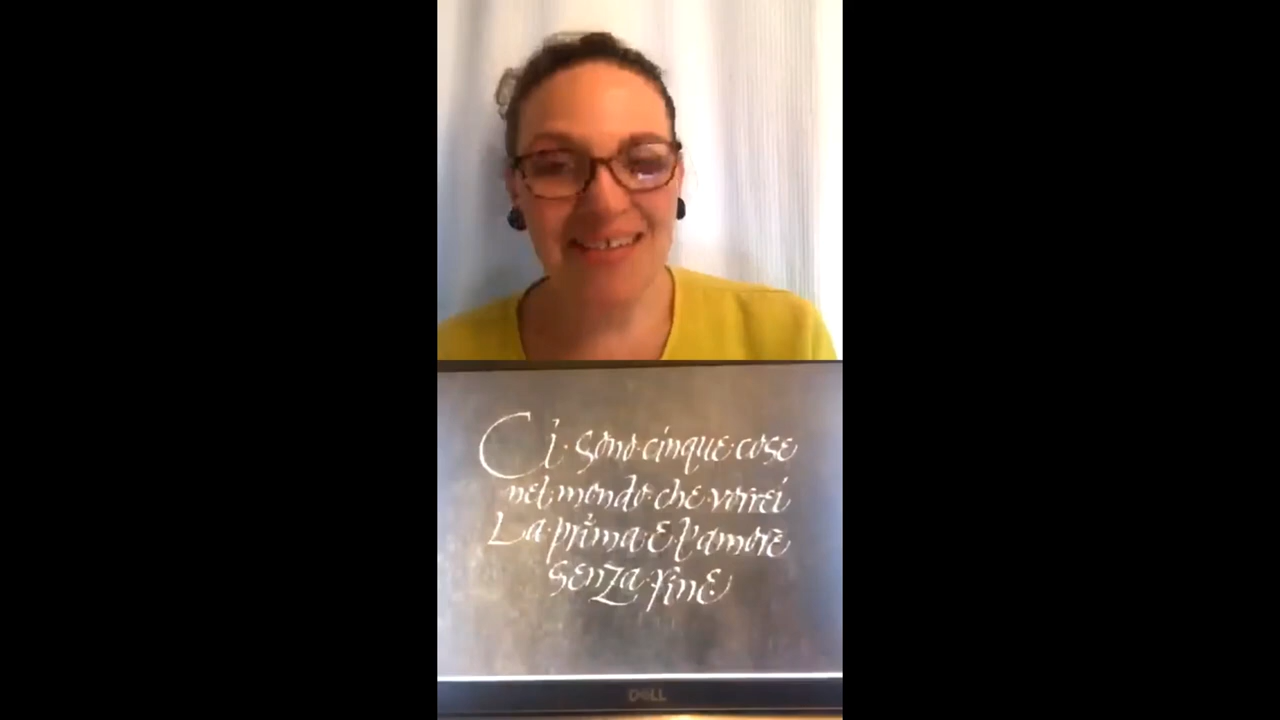 Ci·sono·cinque·cose
nel·mondo·che·vorrei
La·prima·E·l'amore
senza·fine·
DELL